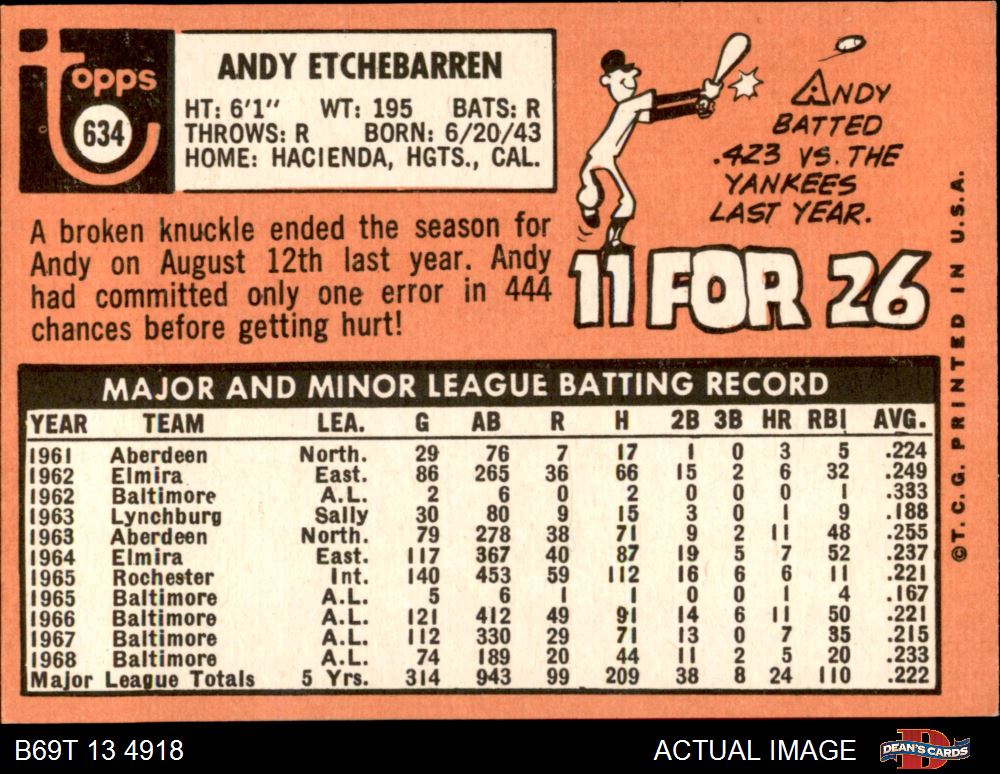 Topps
634
ANDY ETCHEBARREN
HT: 6'1" WT: 195 BATS: R
THROWS: R BORN: 6/20/43
HOME: HACIENDA, HGTS., CAL.
A broken knuckle ended the season for
Andy on August 12th last year. Andy
had committed only one error in 444
chances before getting hurt!
ANDY
BATTED
.423 VS. THE
YANKEES
LAST YEAR.
11 FOR 26
MAJOR AND MINOR LEAGUE BATTING RECORD
YEAR TEAM LEA. G AB R H 2B 3B HR RBI AVG.
1961 Aberdeen North. 29 76 7 17 1 0 3 5 .224
1962 Elmira East. 86 265 36 66 15 2 6 32 .249
1962 Baltimore A.L. 2 6 0 2 0 0 0 1 .333
1963 Lynchburg Sally 30 80 9 15 3 0 1 9 .188
1963 Aberdeen North. 79 278 38 71 9 2 11 48 .255
1964 Elmira East. 117 367 40 87 19 5 7 52 .237
1965 Rochester Int. 140 453 59 112 16 6 6 11 .221
1965 Baltimore A.L. 5 6 1 1 0 0 1 4 .167
1966 Baltimore A.L. 121 412 49 91 14 6 11 50 .221
1967 Baltimore A.L. 112 330 29 71 13 0 7 35 .215
1968 Baltimore A.L. 74 189 20 44 11 2 5 20 .233
Major League Totals 5 Yrs. 314 943 99 209 38 8 24 110 .222
©T.C.G. PRINTED IN U.S.A.
B69T 13 4918
ACTUAL IMAGE
DEAN'S CARDS